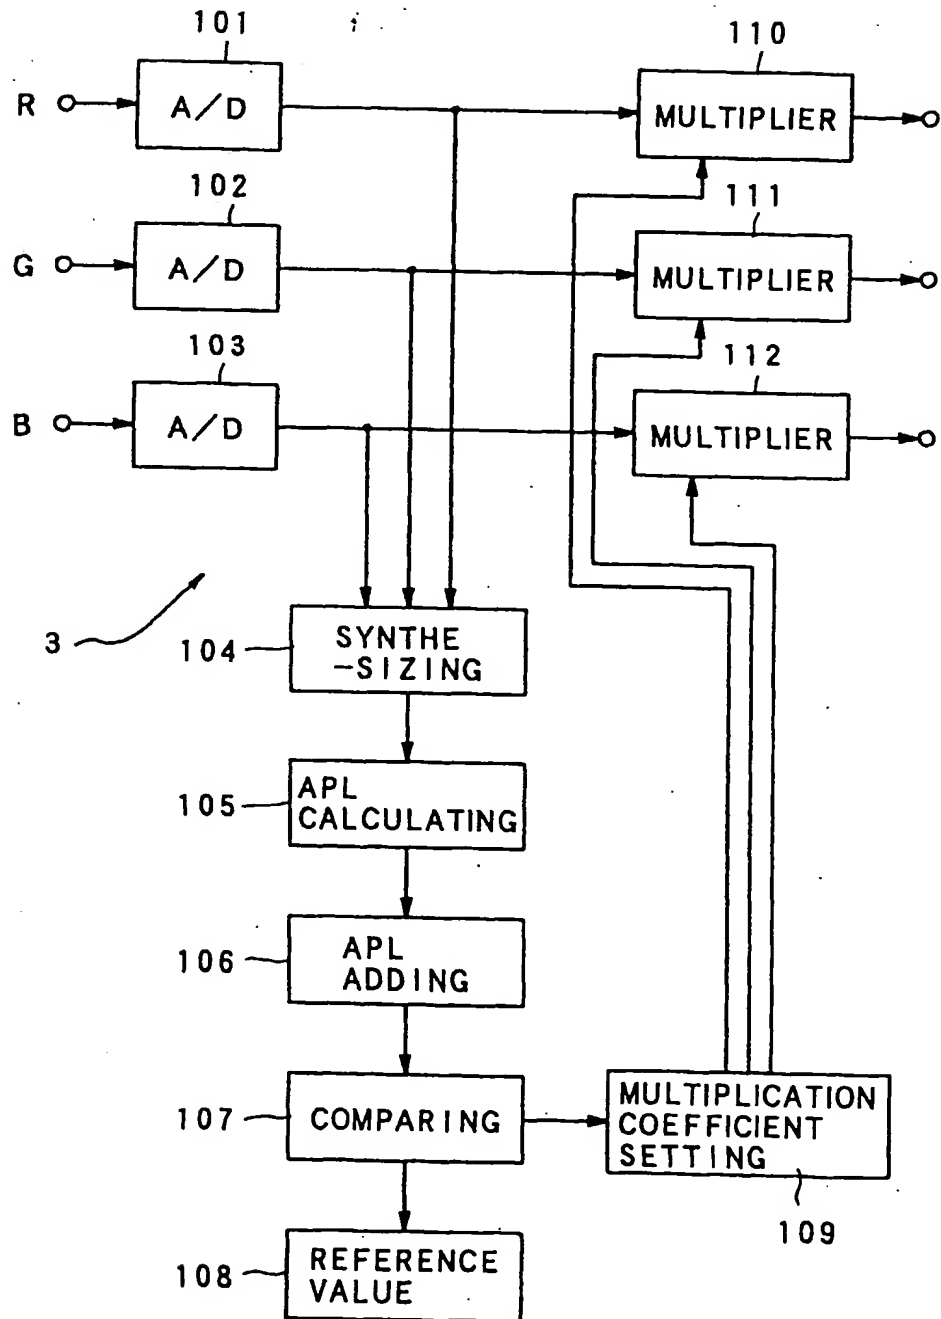 101
110
R
A/D
MULTIPLIER
102
111
G
A/D
MULTIPLIER
103
112
B
A/D
MULTIPLIER
3
104
SYNTHE
-SIZING
105
APL
CALCULATING
106
APL
ADDING
107
COMPARING
MULTIPLICATION
COEFFICIENT
SETTING
109
108
REFERENCE
VALUE